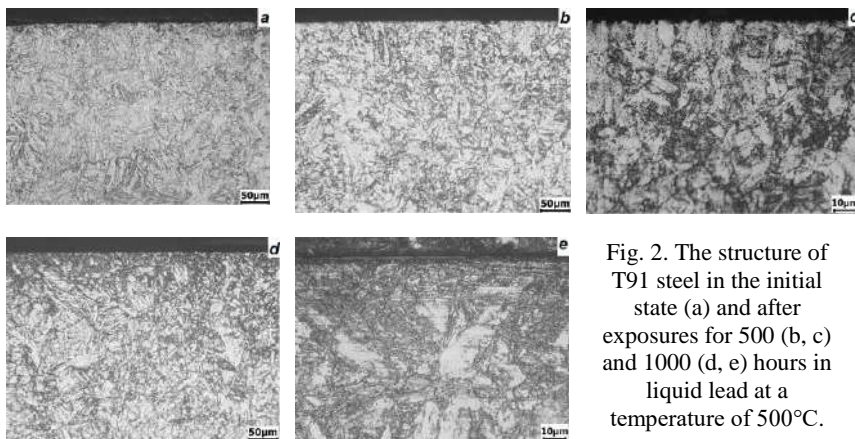 a
50µm
b
50µm
c
10µm
d
50µm
e
10µm
Fig. 2. The structure of
T91 steel in the initial
state (a) and after
exposures for 500 (b, c)
and 1000 (d, e) hours in
liquid lead at a
temperature of 500°C.